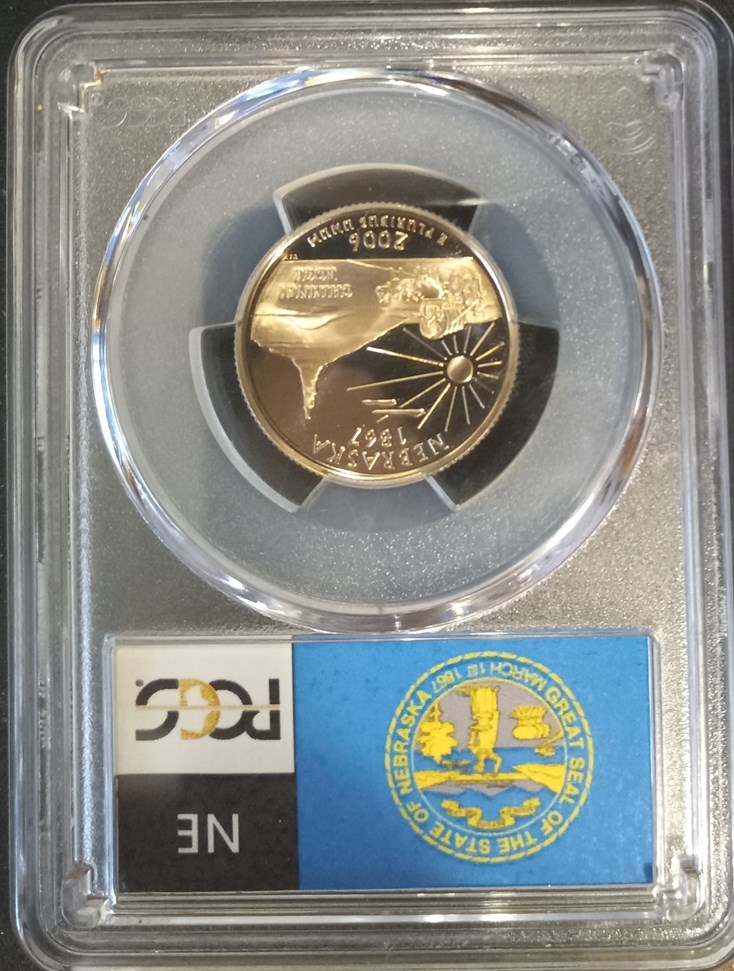 PCGS
NE
GREAT SEAL OF THE STATE OF NEBRASKA
MARCH 1ST 1867
NEBRASKA
1867
CHIMNEY
ROCK
2006
E PLURIBUS UNUM